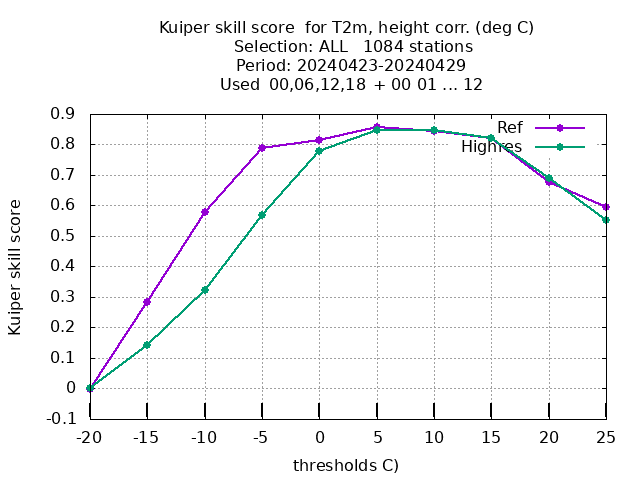 Kuiper skill score for T2m, height corr. (deg C)
Selection: ALL 1084 stations
Period: 20240423-20240429
Used 00,06,12,18 + 00 01 ... 12
Ref
Highres
Kuiper skill score
0.9
0.8
0.7
0.6
0.5
0.4
0.3
0.2
0.1
0
-0.1
-20 -15 -10 -5 0 5 10 15 20 25
thresholds C)